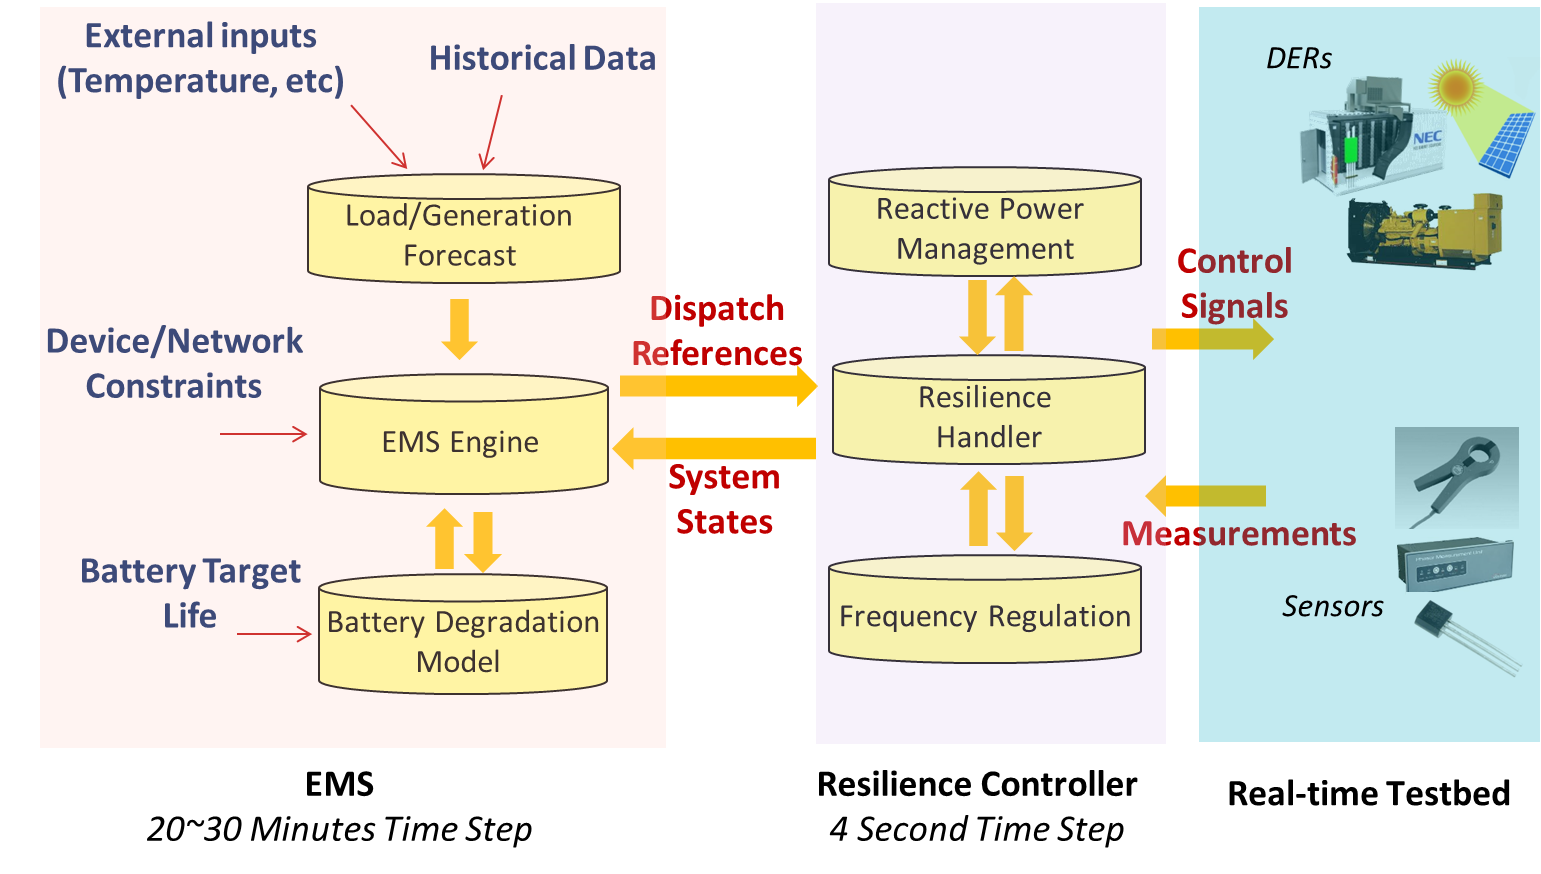 External inputs
(Temperature, etc)
Historical Data
Load/Generation
Forecast
Device/Network
Constraints
EMS Engine
Battery Target
Life
Battery Degradation
Model
Dispatch
References
System
States
Reactive Power
Management
Resilience
Handler
Frequency Regulation
Control
Signals
Measurements
DERs
NEC
Sensors
EMS
20~30 Minutes Time Step
Resilience Controller
4 Second Time Step
Real-time Testbed